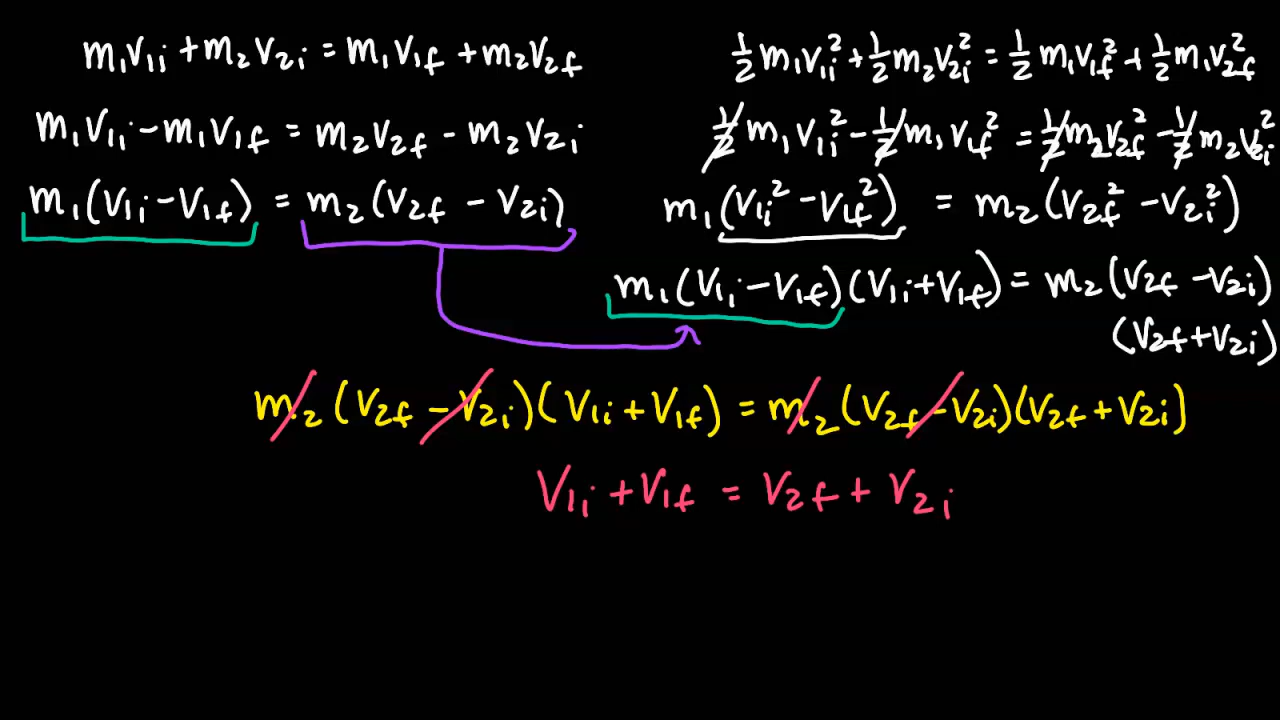 m₁v₁ᵢ + m₂v₂ᵢ = m₁v₁f + m₂v₂f
m₁v₁ᵢ - m₁v₁f = m₂v₂f - m₂v₂ᵢ
m₁(v₁ᵢ - v₁f) = m₂(v₂f - v₂ᵢ)
½m₁v₁ᵢ² + ½m₂v₂ᵢ² = ½m₁v₁f² + ½m₁v₂f²
½m₁v₁ᵢ² - ½m₁v₁f² = ½m₂v₂f² - ½m₂v₂ᵢ²
m₁(v₁ᵢ² - v₁f²) = m₂(v₂f² - v₂ᵢ²)
m₁(v₁ᵢ - v₁f)(v₁ᵢ + v₁f) = m₂(v₂f - v₂ᵢ)
(v₂f + v₂ᵢ)
m₂(v₂f - v₂ᵢ)(v₁ᵢ + v₁f) = m₂(v₂f - v₂ᵢ)(v₂f + v₂ᵢ)
v₁ᵢ + v₁f = v₂f + v₂ᵢ